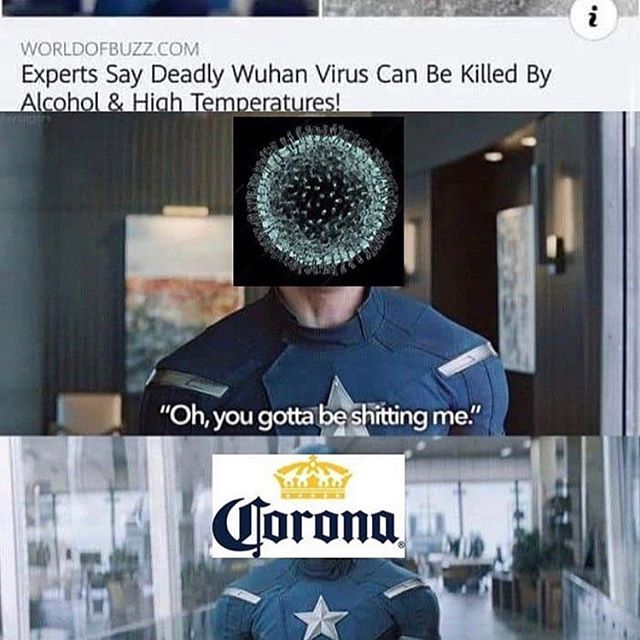 i
WORLDOFBUZZ.COM
Experts Say Deadly Wuhan Virus Can Be Killed By
Alcohol & High Temperatures!
"Oh, you gotta be shitting me."
Corona